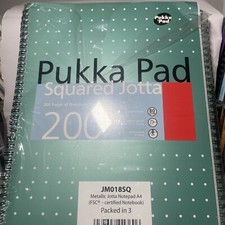 Pukka
Pad
Pukka Pad
Squared Jotta
200
JM018SQ
Metallic Jotta Notepad A4
(FSC® - certified Notebook)
Packed in 3